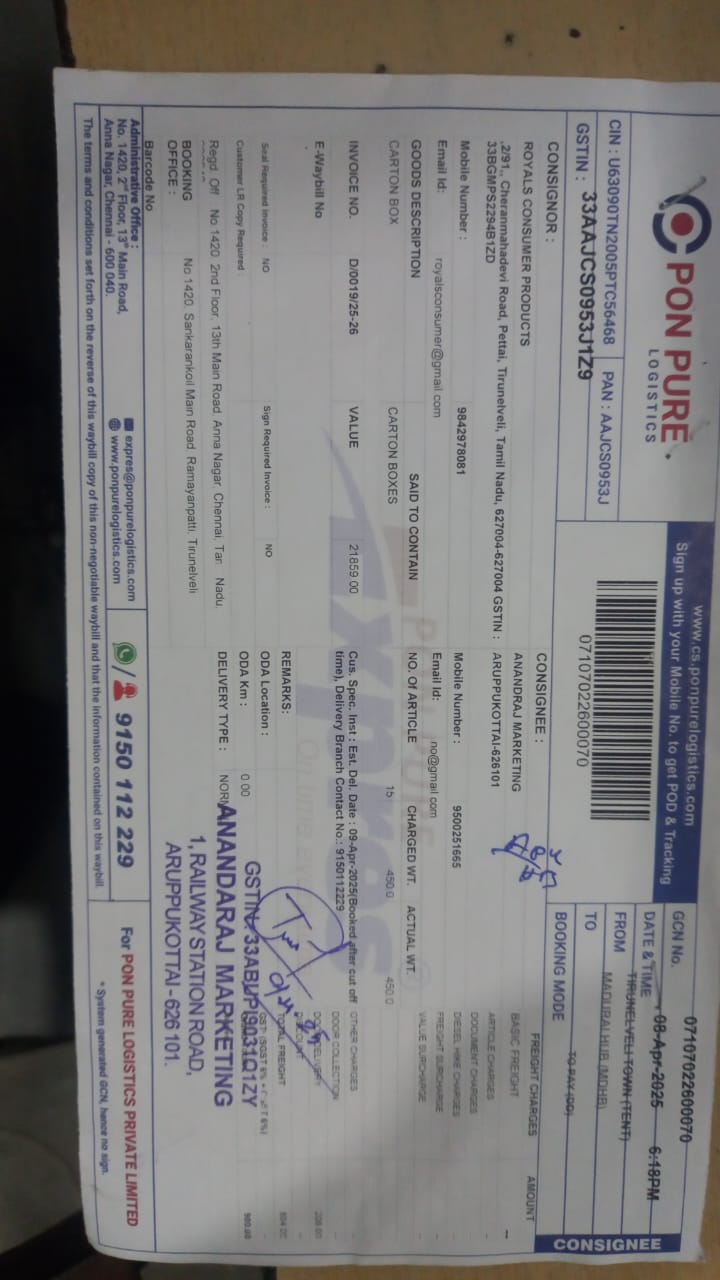 PON PURE
LOGISTICS
CIN : U63090TN2005PTC56468 PAN : AAJCS0953J
GSTIN : 33AAJCS0953J1Z9
www.cs.ponpurelogistics.com
Sign up with your Mobile No. to get POD & Tracking
07107022600070
GCN No. 07107022600070
DATE & TIME 08-Apr-2025 6:18PM
FROM TIRUNELVELI TOWN (TENT)
TO MADURAI HUB (MDHB)
BOOKING MODE TO PAY (DD)
CONSIGNEE
CONSIGNOR :
ROYALS CONSUMER PRODUCTS
,2/91,, Cheranmahadevi Road, Pettai, Tirunelveli, Tamil Nadu, 627004-627004 GSTIN :
33BGMPS2294B1ZD
Mobile Number : 9842978081
Email Id: royalsconsumer@gmail.com
CONSIGNEE :
ANANDRAJ MARKETING
ARUPPUKOTTAI-626101
Mobile Number : 9500251665
Email Id: no@gmail.com
GOODS DESCRIPTION SAID TO CONTAIN NO. Of ARTICLE CHARGED WT. ACTUAL WT.
CARTON BOX CARTON BOXES 15 450.0 450.0
INVOICE NO. D/0019/25-26 VALUE 21859.00
Cus. Spec. Inst : Est. Del. Date : 09-Apr-2025(Booked after cut off
time), Delivery Branch Contact No.: 9150112229
E-Waybill No
REMARKS:
Seal Required Invoice : NO Sign Required Invoice : NO
ODA Location :
Customer LR Copy Required :
ODA Km : 0.00
DELIVERY TYPE :
FREIGHT CHARGES AMOUNT
BASIC FREIGHT
ARTICLE CHARGES
DOCUMENT CHARGES
DIESEL HIKE CHARGES
FREIGHT SURCHARGE
VALUE SURCHARGE
OTHER CHARGES
DOOR COLLECTION
TOTAL FREIGHT
Regd. Off No 1420 2nd Floor, 13th Main Road, Anna Nagar, Chennai, Nadu,
BOOKING No 1420 Sankarankoil Main Road Ramayanpatti, Tirunelveli
OFFICE :
ANANDARAJ MARKETING
1, RAILWAY STATION ROAD,
ARUPPUKOTTAI - 626 101.
Barcode No
Administrative Office :
No. 1420, 2nd Floor, 13th Main Road,
Anna Nagar, Chennai - 600 040.
expres@ponpurelogistics.com
www.ponpurelogistics.com
/ 9150 112 229
For PON PURE LOGISTICS PRIVATE LIMITED
* System generated GCN, hence no sign.
The terms and conditions set forth on the reverse of this waybill copy of this non-negotiable waybill and that the information contained on this waybill.